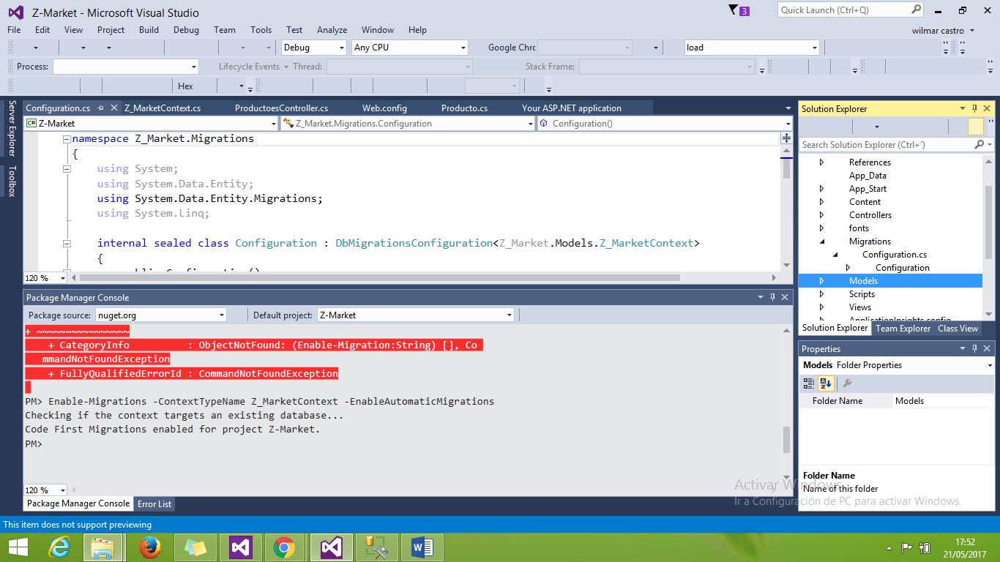 Z-Market - Microsoft Visual Studio
3
Quick Launch (Ctrl+Q)
File Edit View Project Build Debug Team Tools Test Analyze Window Help
wilmar castro
Debug Any CPU Google Chrc load
Process: Lifecycle Events Thread: Stack Frame:
Hex
Server Explorer
Toolbox
Configuration.cs Z_MarketContext.cs ProductoesController.cs Web.config Producto.cs Your ASP.NET application
C# Z-Market Z_Market.Migrations.Configuration Configuration()
namespace Z_Market.Migrations
{
using System;
using System.Data.Entity;
using System.Data.Entity.Migrations;
using System.Linq;
internal sealed class Configuration : DbMigrationsConfiguration<Z_Market.Models.Z_MarketContext>
{
120 %
Package Manager Console
Package source: nuget.org Default project: Z-Market
+ ~~~~~~~~~~~~~~~~
+ CategoryInfo : ObjectNotFound: (Enable-Migration:String) [], Co
mmandNotFoundException
+ FullyQualifiedErrorId : CommandNotFoundException
PM> Enable-Migrations -ContextTypeName Z_MarketContext -EnableAutomaticMigrations
Checking if the context targets an existing database...
Code First Migrations enabled for project Z-Market.
PM>
120 %
Package Manager Console Error List
Solution Explorer
Search Solution Explorer (Ctrl+´)
References
App_Data
App_Start
Content
Controllers
fonts
Migrations
Configuration.cs
Configuration
Models
Scripts
Views
ApplicationInsights.config
Solution Explorer Team Explorer Class View
Properties
Models Folder Properties
Folder Name Models
Folder Name
Name of this folder
Activar Windows
Ir a Configuración de PC para activar Windows.
This item does not support previewing
17:52
21/05/2017